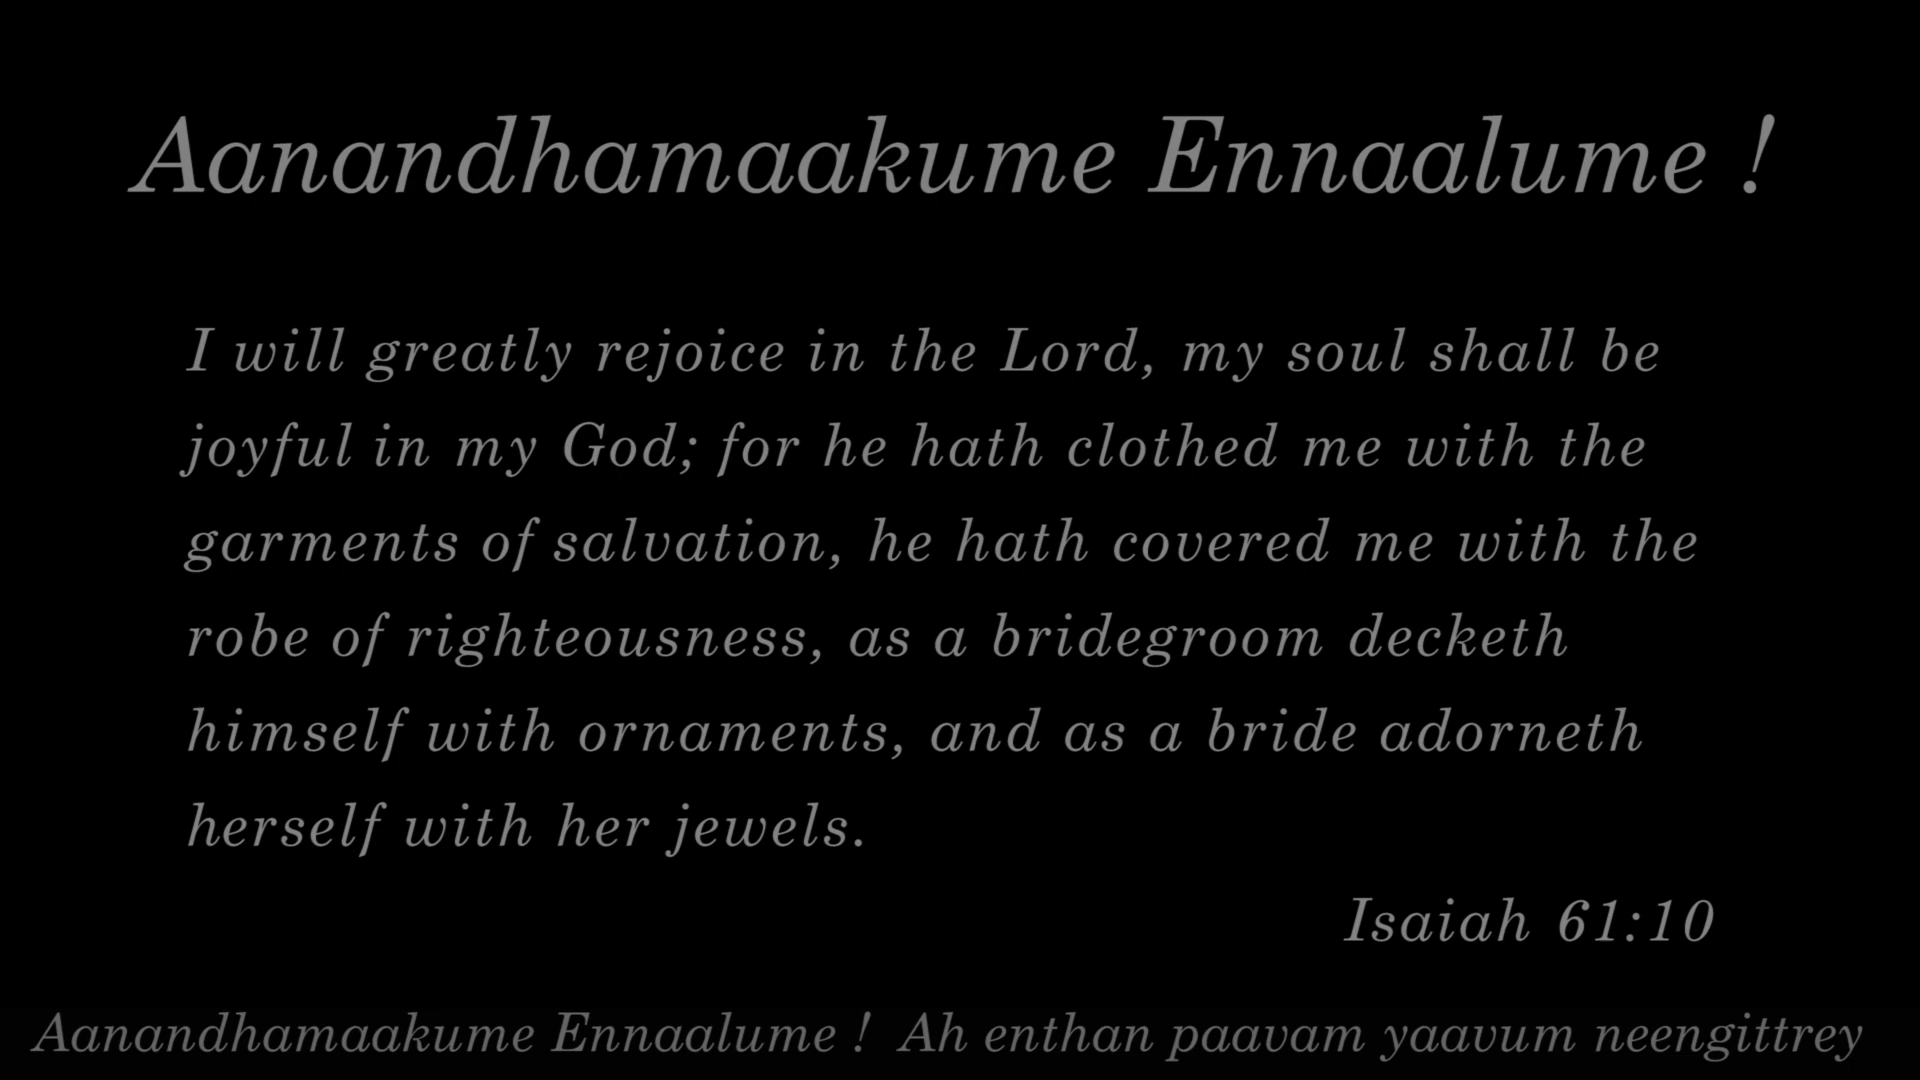 Aanandhamaakume Ennaalume !
I will greatly rejoice in the Lord, my soul shall be
joyful in my God; for he hath clothed me with the
garments of salvation, he hath covered me with the
robe of righteousness, as a bridegroom decketh
himself with ornaments, and as a bride adorneth
herself with her jewels.
Isaiah 61:10
Aanandhamaakume Ennaalume ! Ah enthan paavam yaavum neengittrey